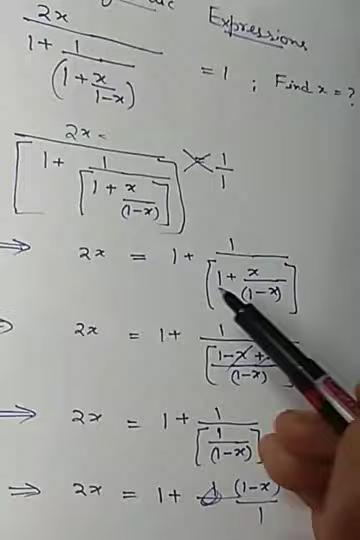 Expressions
2x / (1 + 1 / (1 + x/(1-x))) = 1 ; Find x = ?
2x / [1 + 1 / [1 + x/(1-x)]] = 1/1
⇒ 2x = 1 + 1 / [1 + x/(1-x)]
⇒ 2x = 1 + 1 / [(1-x+ /(1-x)]
⇒ 2x = 1 + 1 / [1/(1-x)]
⇒ 2x = 1 + (1-x)/1